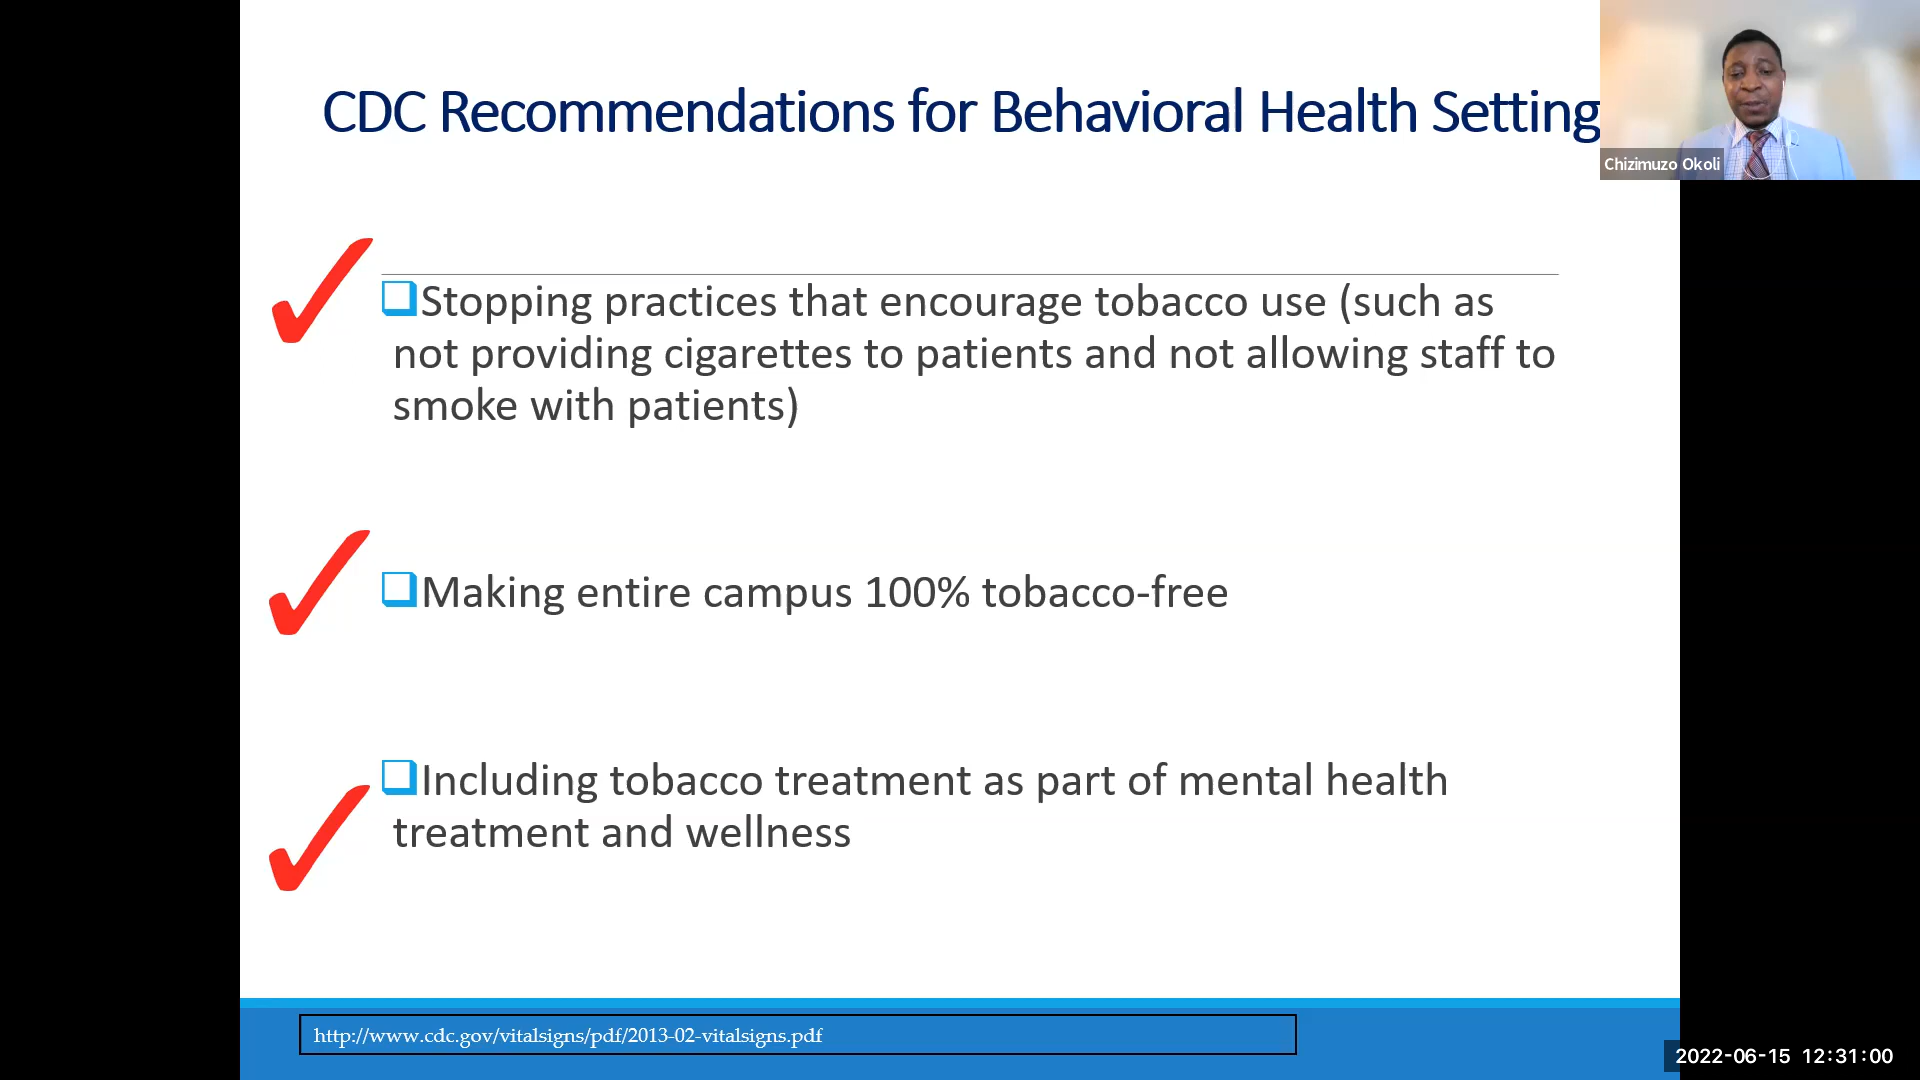 CDC Recommendations for Behavioral Health Setting
Chizimuzo Okoli
Stopping practices that encourage tobacco use (such as
not providing cigarettes to patients and not allowing staff to
smoke with patients)
Making entire campus 100% tobacco-free
Including tobacco treatment as part of mental health
treatment and wellness
http://www.cdc.gov/vitalsigns/pdf/2013-02-vitalsigns.pdf
2022-06-15 12:31:00